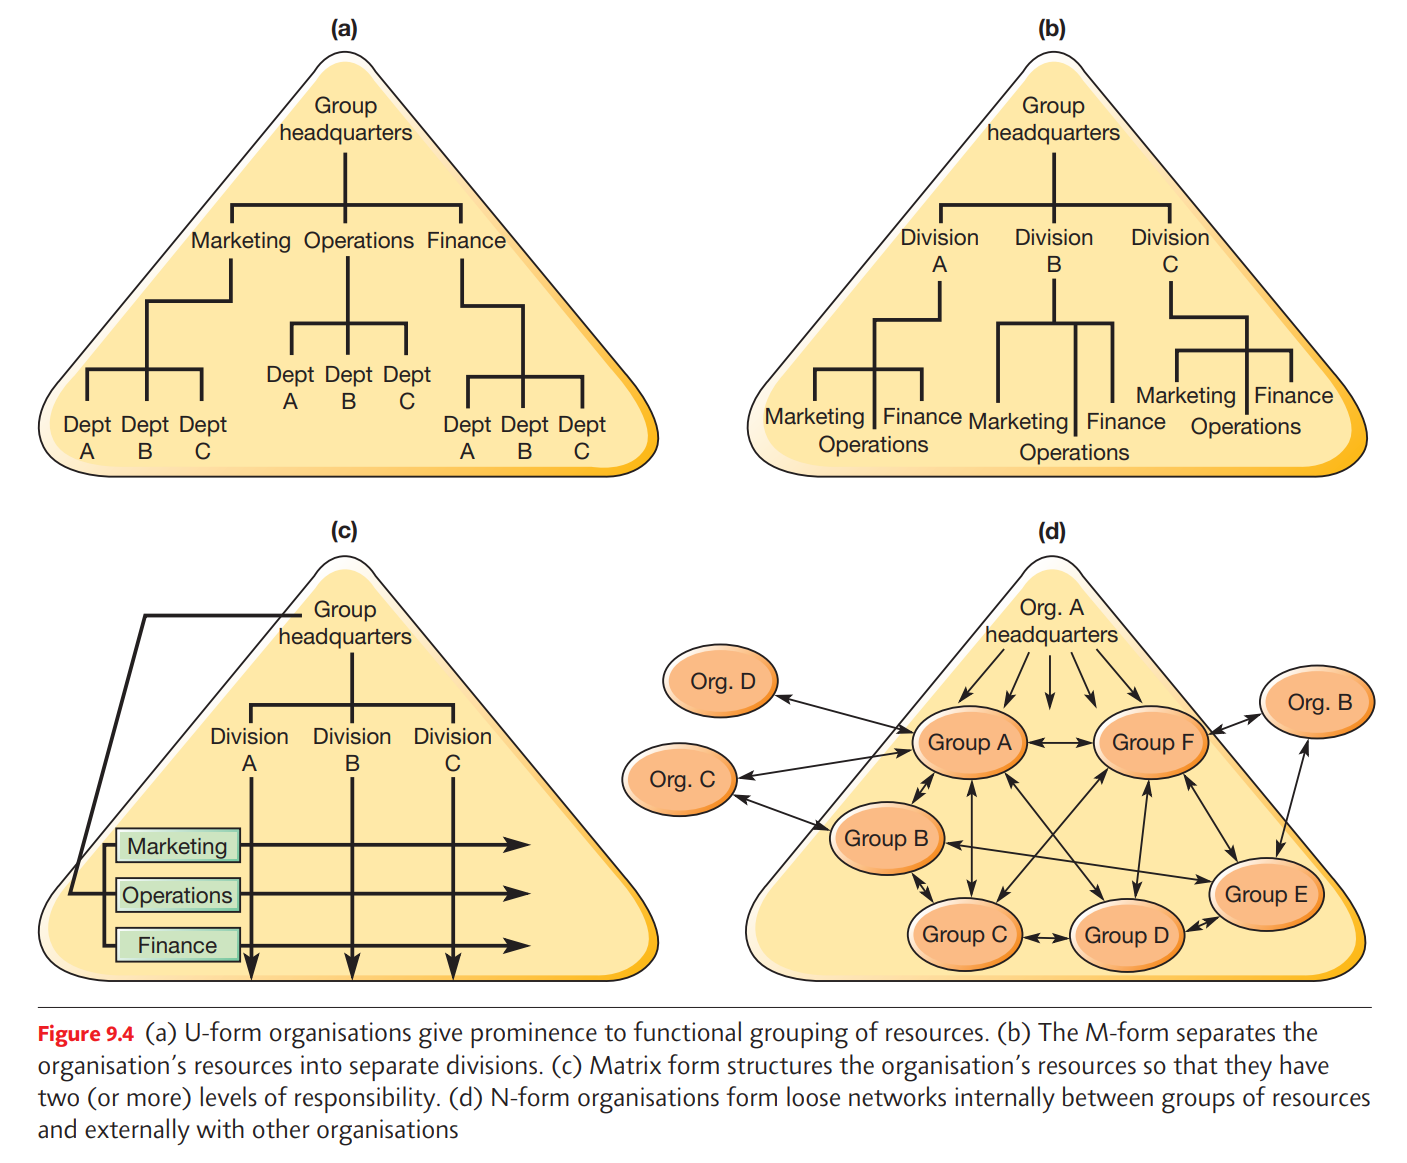 (a)
Group
headquarters
Marketing Operations Finance
Dept Dept Dept
A B C
Dept Dept Dept
A B C
Dept Dept Dept
A B C
(b)
Group
headquarters
Division Division Division
A B C
Marketing Finance
Operations
Marketing Finance
Operations
Marketing Finance
Operations
(c)
Group
headquarters
Division Division Division
A B C
Marketing
Operations
Finance
(d)
Org. A
headquarters
Org. D
Org. B
Group A
Group F
Org. C
Group B
Group E
Group C
Group D
Figure 9.4 (a) U-form organisations give prominence to functional grouping of resources. (b) The M-form separates the
organisation’s resources into separate divisions. (c) Matrix form structures the organisation’s resources so that they have
two (or more) levels of responsibility. (d) N-form organisations form loose networks internally between groups of resources
and externally with other organisations